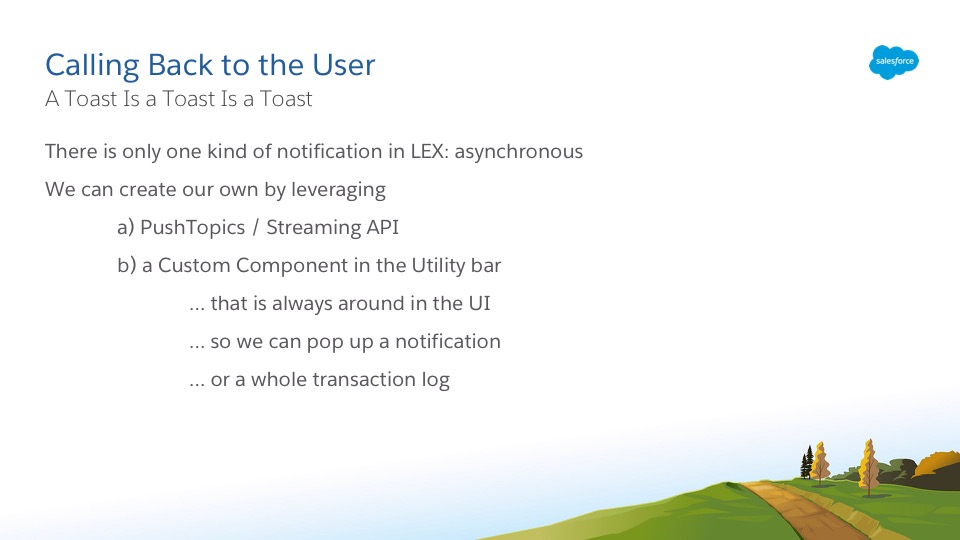 Calling Back to the User
salesforce
A Toast Is a Toast Is a Toast
There is only one kind of notification in LEX: asynchronous
We can create our own by leveraging
a) PushTopics / Streaming API
b) a Custom Component in the Utility bar
... that is always around in the UI
... so we can pop up a notification
... or a whole transaction log